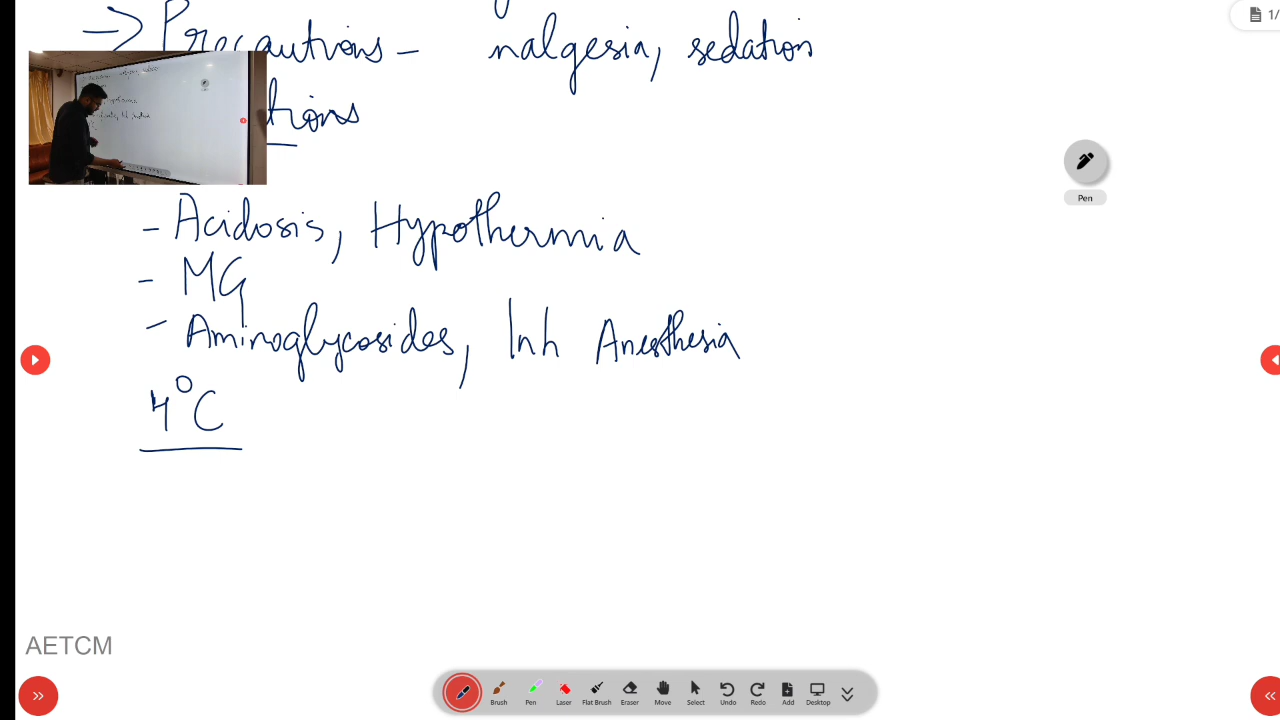 → Precautions – nalgesia, sedation
tions
- Acidosis, Hypothermia
- MG
- Aminoglycosides, Inh Anesthesia
4°C
1/
Pen
AETCM
Brush Pen Laser Flat Brush Eraser Move Select Undo Redo Add Desktop